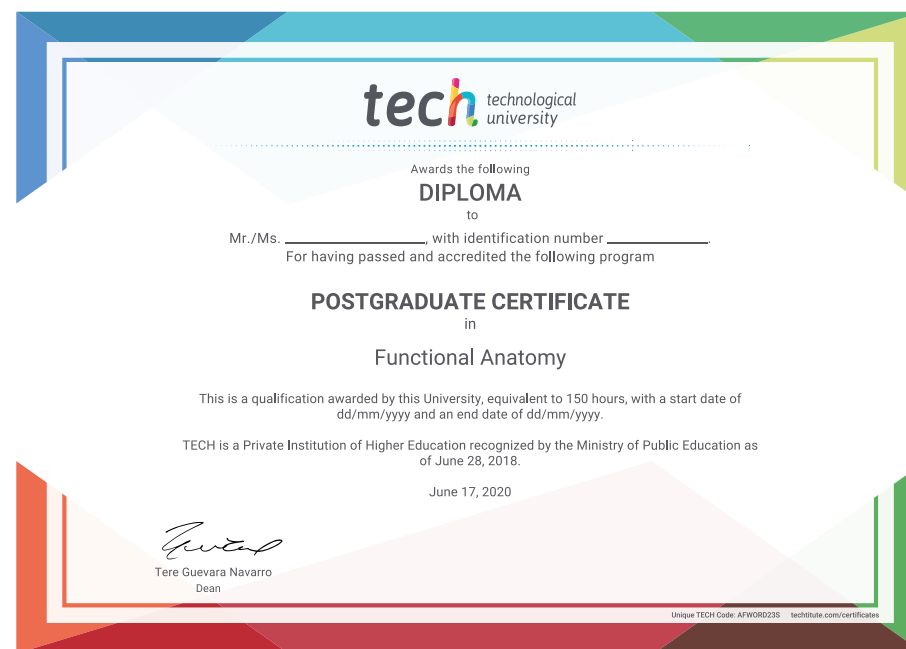 tech technological
university
Awards the following
DIPLOMA
to
Mr./Ms. ____________________, with identification number ______________.
For having passed and accredited the following program
POSTGRADUATE CERTIFICATE
in
Functional Anatomy
This is a qualification awarded by this University, equivalent to 150 hours, with a start date of
dd/mm/yyyy and an end date of dd/mm/yyyy.
TECH is a Private Institution of Higher Education recognized by the Ministry of Public Education as
of June 28, 2018.
June 17, 2020
Tere Guevara Navarro
Dean
Unique TECH Code: AFWORD23S techtitute.com/certificates